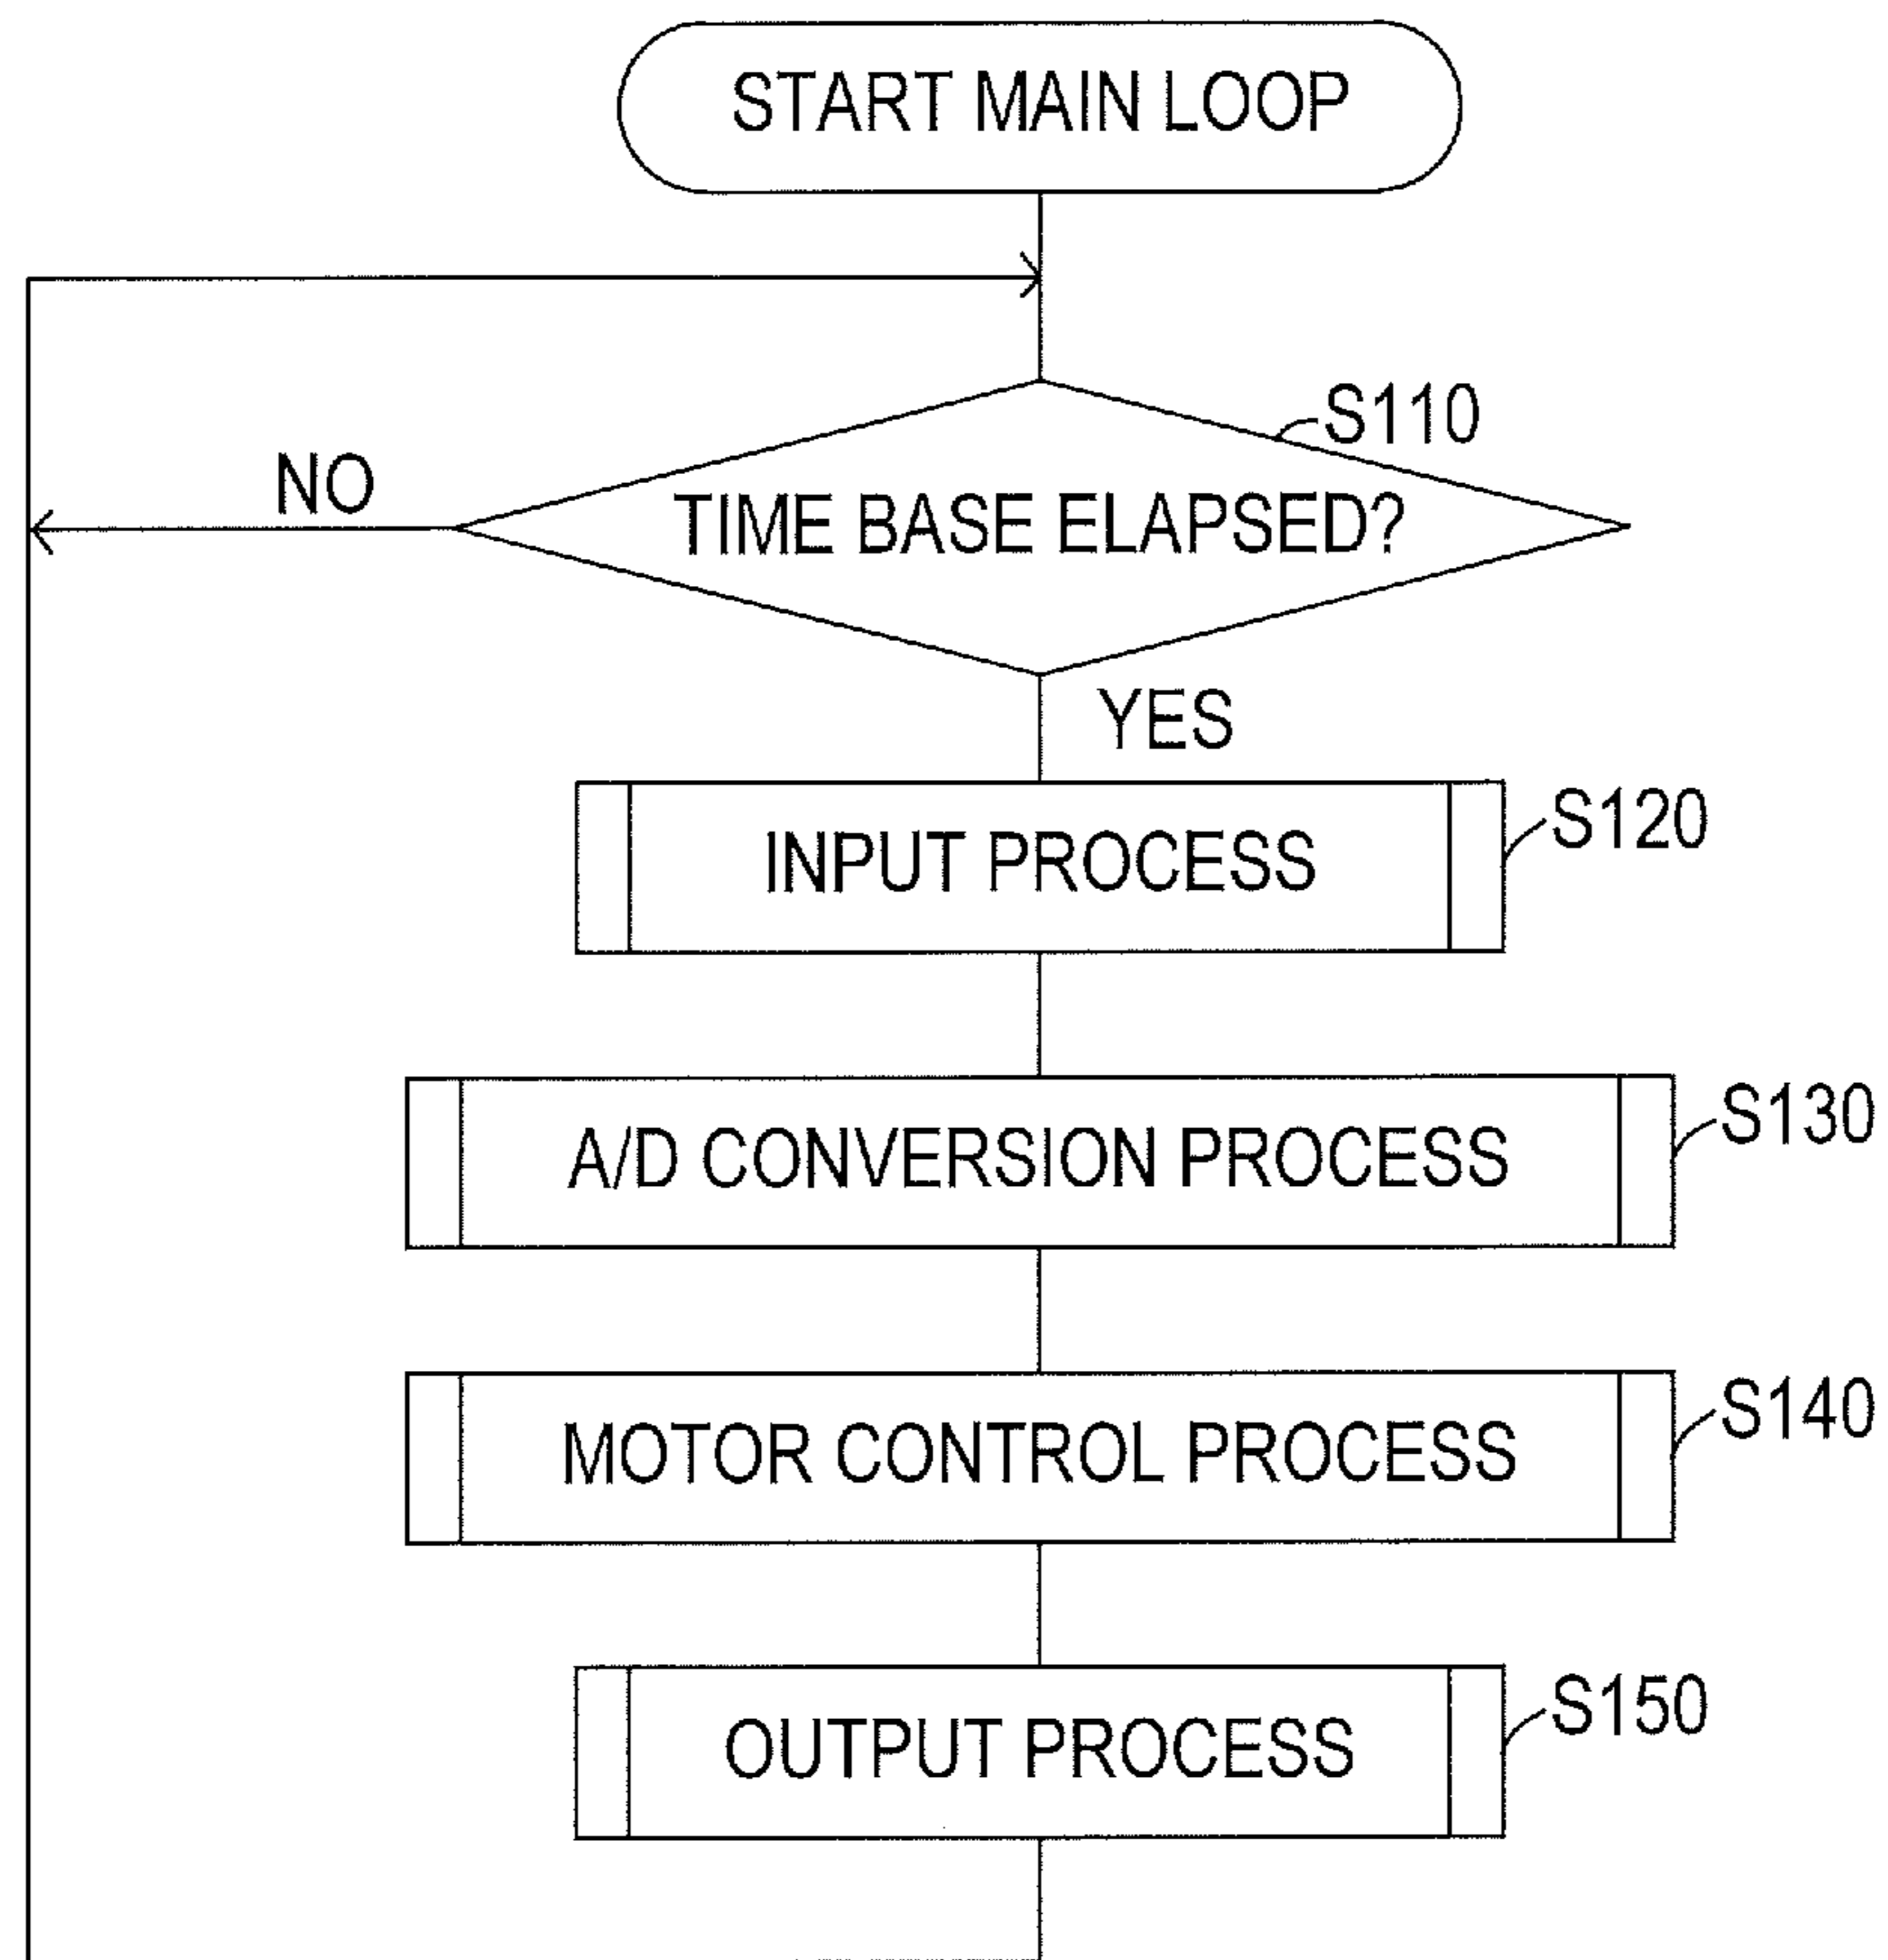 START MAIN LOOP
S110
NO
TIME BASE ELAPSED?
YES
S120
INPUT PROCESS
S130
A/D CONVERSION PROCESS
S140
MOTOR CONTROL PROCESS
S150
OUTPUT PROCESS